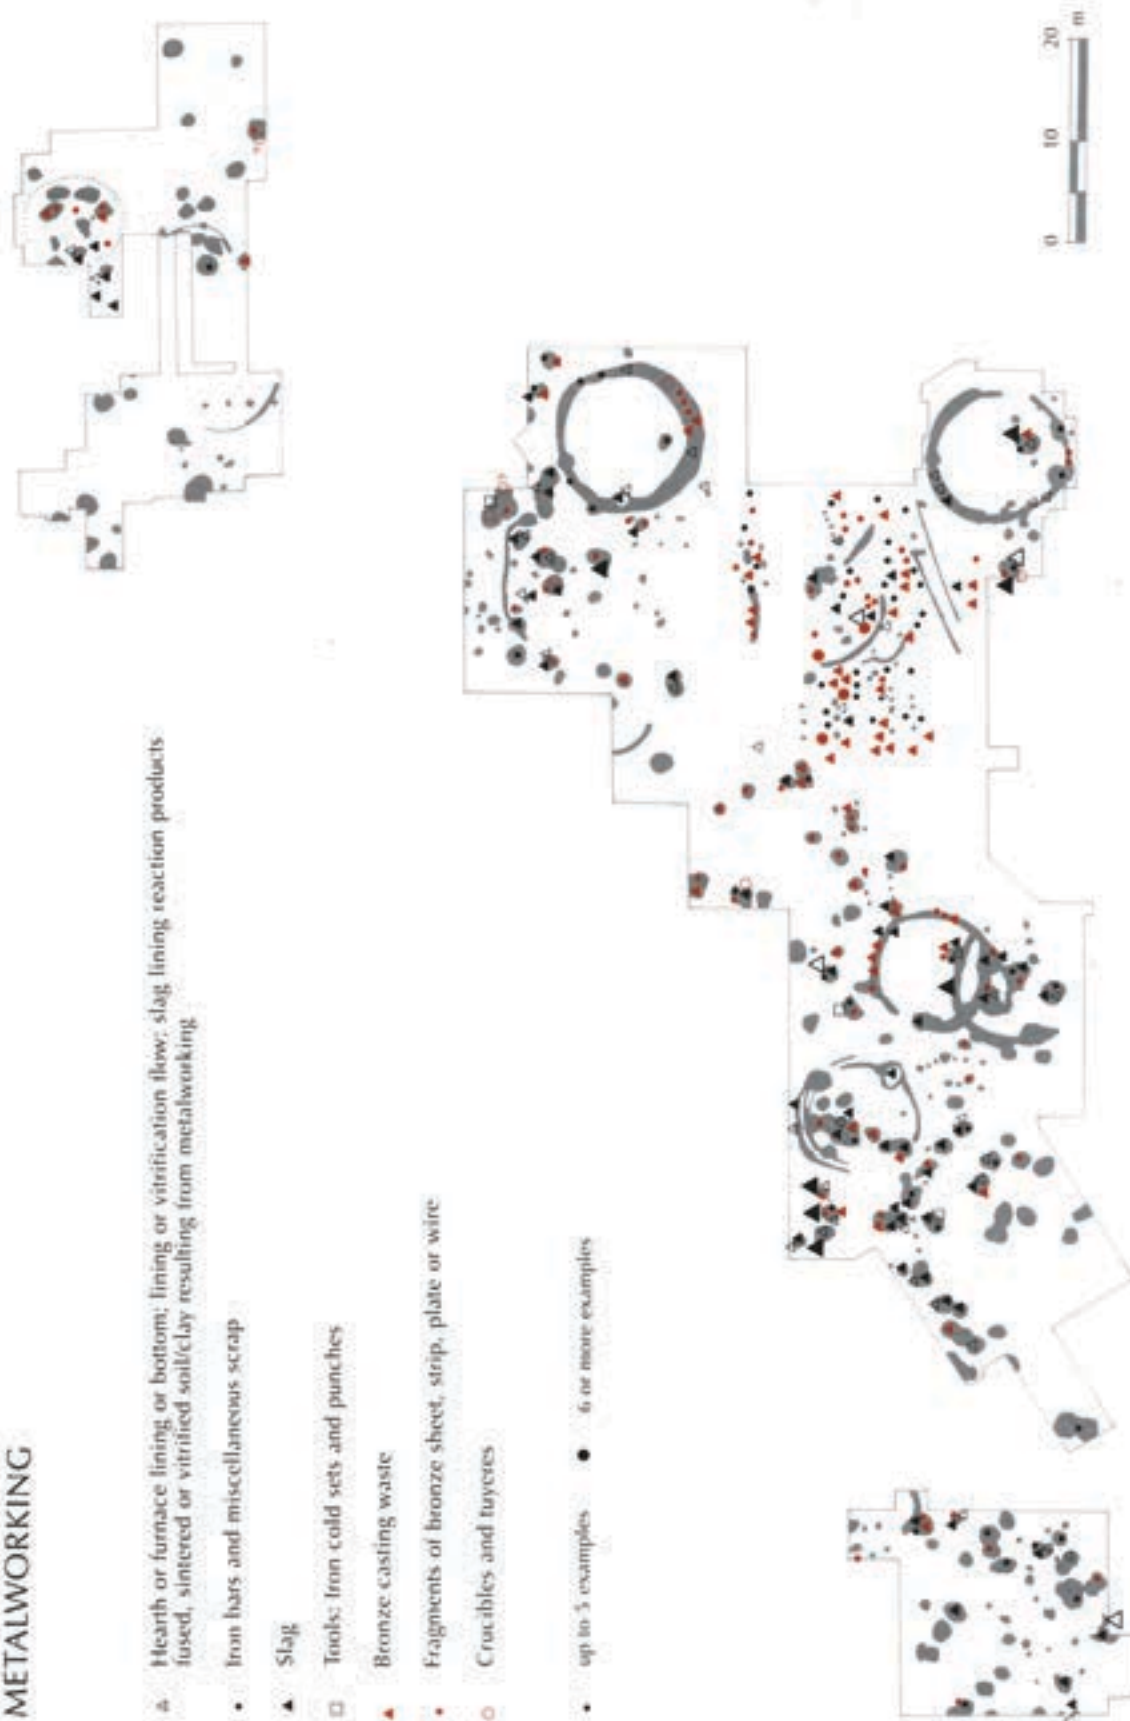 METALWORKING
Hearth or furnace lining or bottom; lining or vitrification flow; slag lining reaction products
fused, sintered or vitrified soil/clay resulting from metalworking
Iron bars and miscellaneous scrap
Slag
Tools: Iron cold sets and punches
Bronze casting waste
Fragments of bronze sheet, strip, plate or wire
Crucibles and tuyeres
up to 5 examples
6 or more examples
0 10 20
m